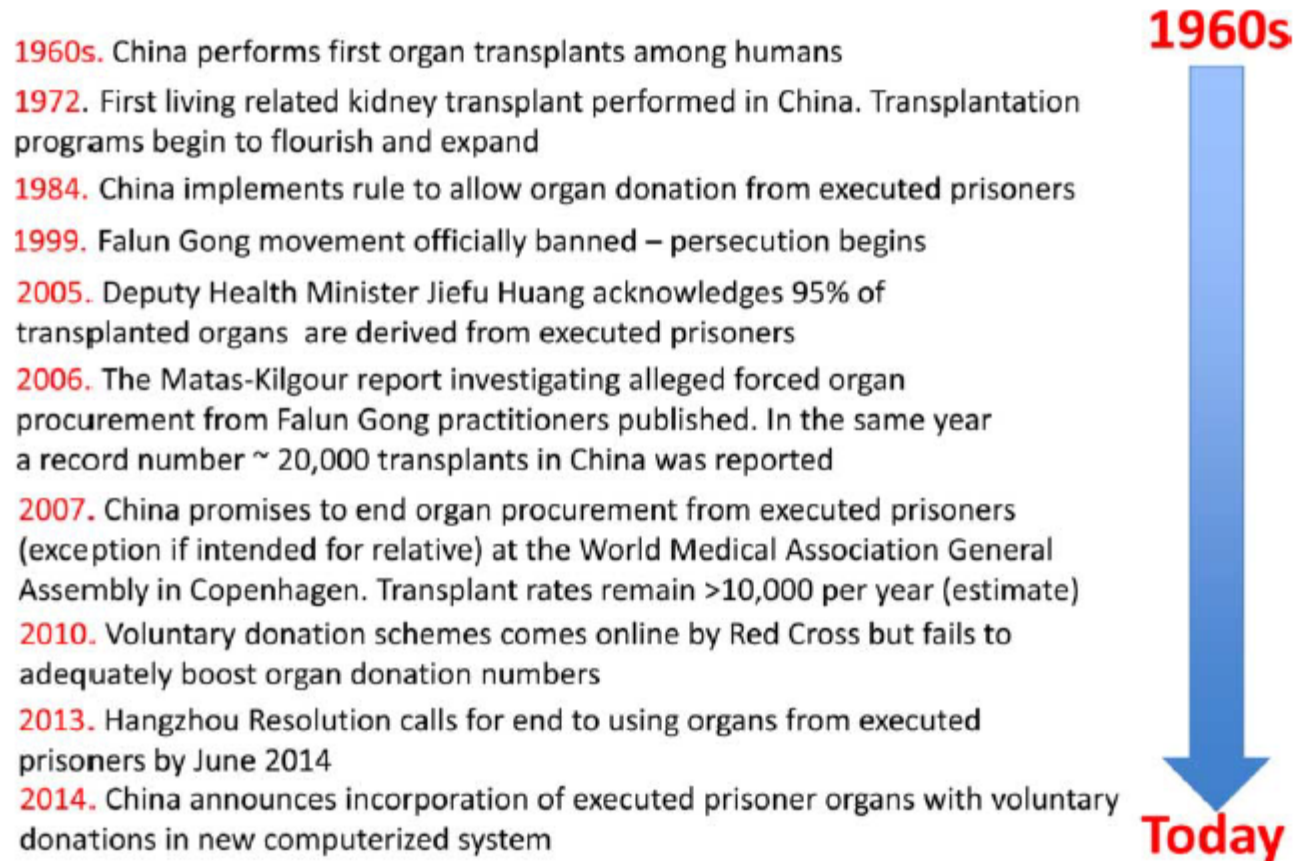 1960s
1960s. China performs first organ transplants among humans
1972. First living related kidney transplant performed in China. Transplantation
programs begin to flourish and expand
1984. China implements rule to allow organ donation from executed prisoners
1999. Falun Gong movement officially banned – persecution begins
2005. Deputy Health Minister Jiefu Huang acknowledges 95% of
transplanted organs are derived from executed prisoners
2006. The Matas-Kilgour report investigating alleged forced organ
procurement from Falun Gong practitioners published. In the same year
a record number ~ 20,000 transplants in China was reported
2007. China promises to end organ procurement from executed prisoners
(exception if intended for relative) at the World Medical Association General
Assembly in Copenhagen. Transplant rates remain >10,000 per year (estimate)
2010. Voluntary donation schemes comes online by Red Cross but fails to
adequately boost organ donation numbers
2013. Hangzhou Resolution calls for end to using organs from executed
prisoners by June 2014
2014. China announces incorporation of executed prisoner organs with voluntary
donations in new computerized system
Today